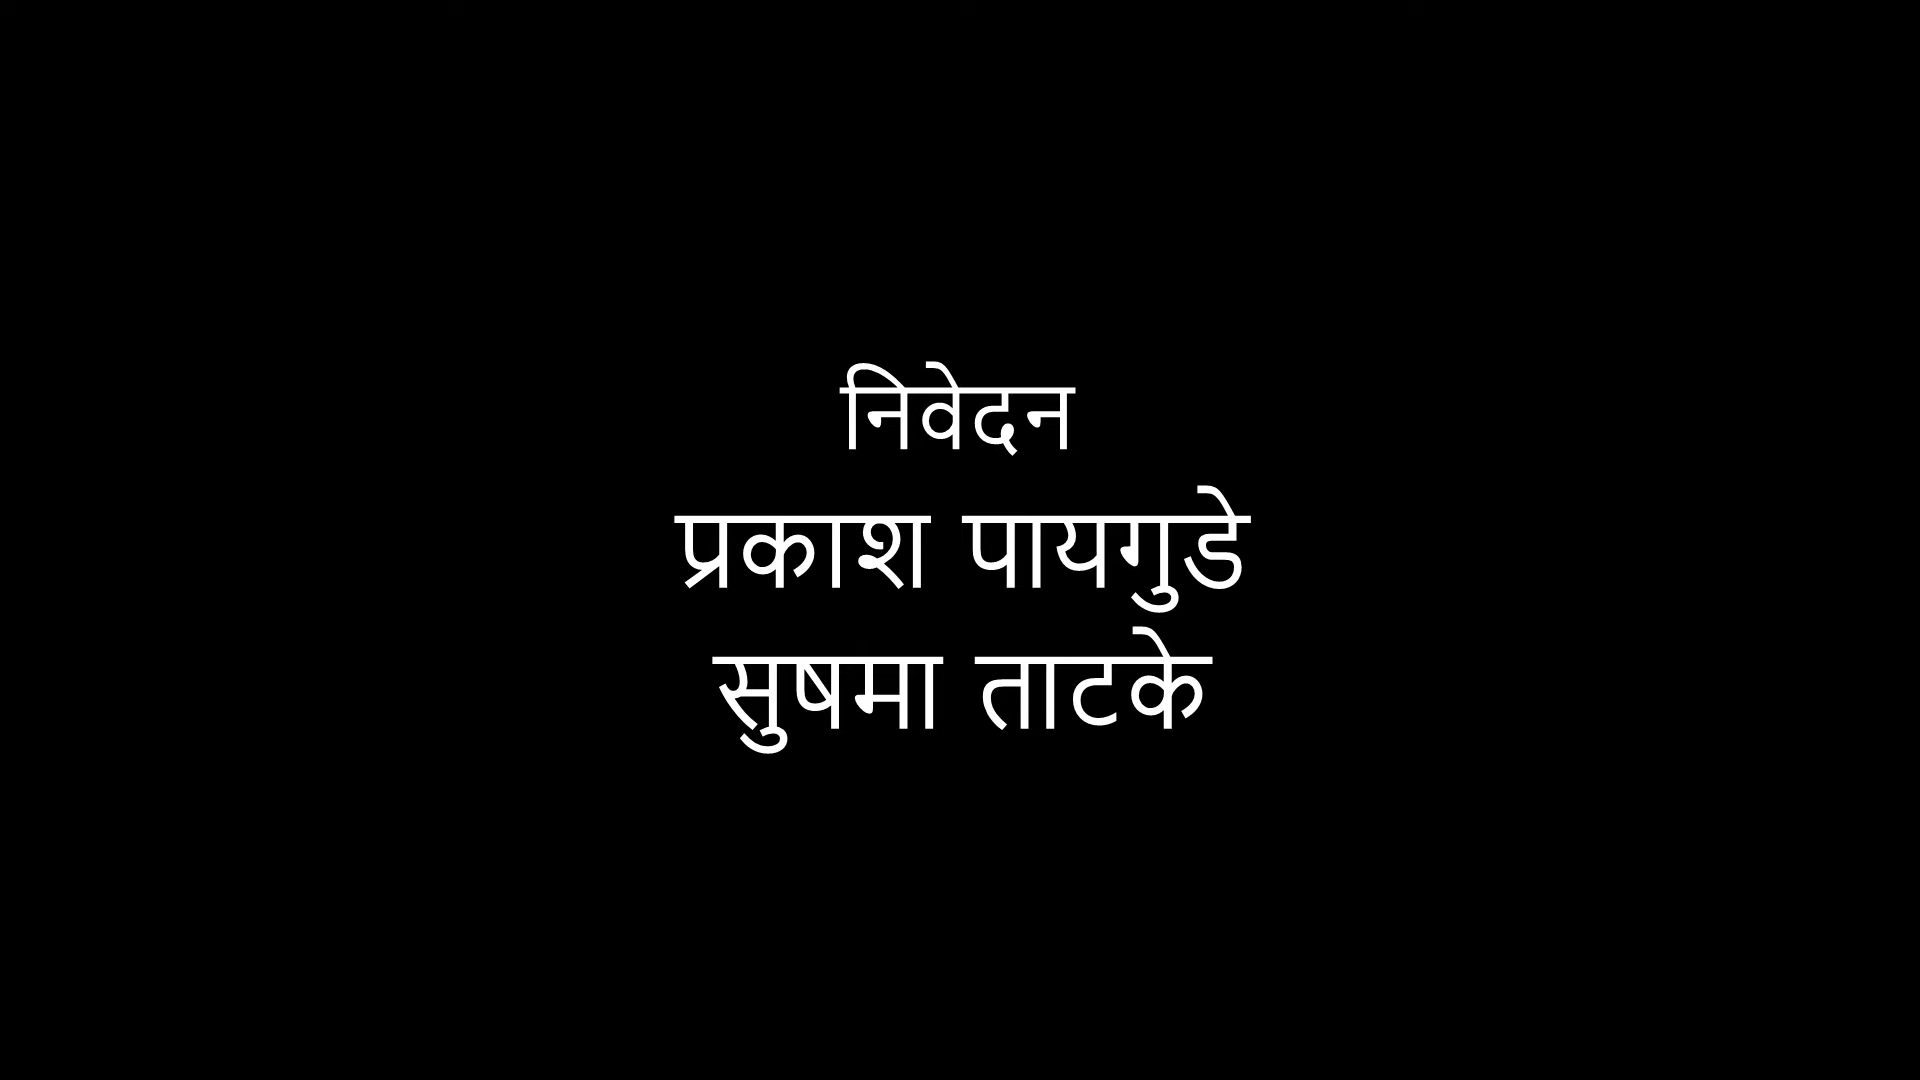 निवेदन
प्रकाश पायगुडे
सुषमा ताटके